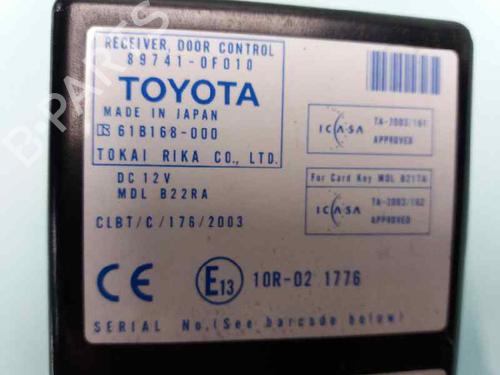 RECEIVER, DOOR CONTROL
89741-0F010
TOYOTA
MADE IN JAPAN
61B168-000
TOKAI RIKA CO., LTD.
DC 12V
MDL B22RA
CLBT/C/176/2003
ICASA
TA-2003/161
APPROVED
For Card Key MDL B21TA
ICASA
TA-2003/162
APPROVED
CE
E13
10R-02 1776
SERIAL No.(See barcode below)
B-PARTS